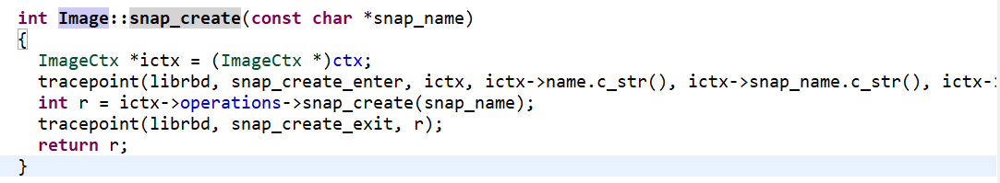 int Image::snap_create(const char *snap_name)
{
  ImageCtx *ictx = (ImageCtx *)ctx;
  tracepoint(librbd, snap_create_enter, ictx, ictx->name.c_str(), ictx->snap_name.c_str(), ictx-
  int r = ictx->operations->snap_create(snap_name);
  tracepoint(librbd, snap_create_exit, r);
  return r;
}